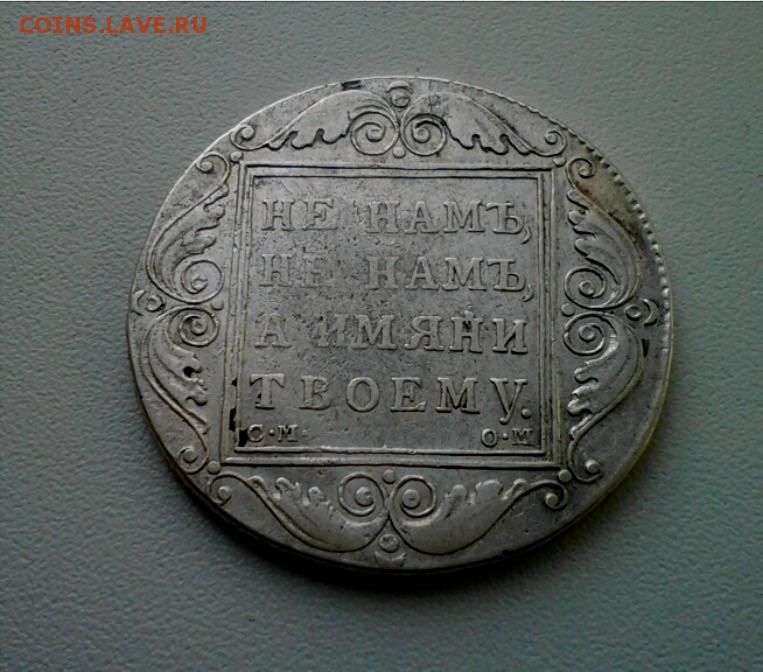 COINS.LAVE.RU
НЕ НАМЪ,
НЕ НАМЪ,
А ИМЯНИ
ТВОЕМУ.
С·М· О·М